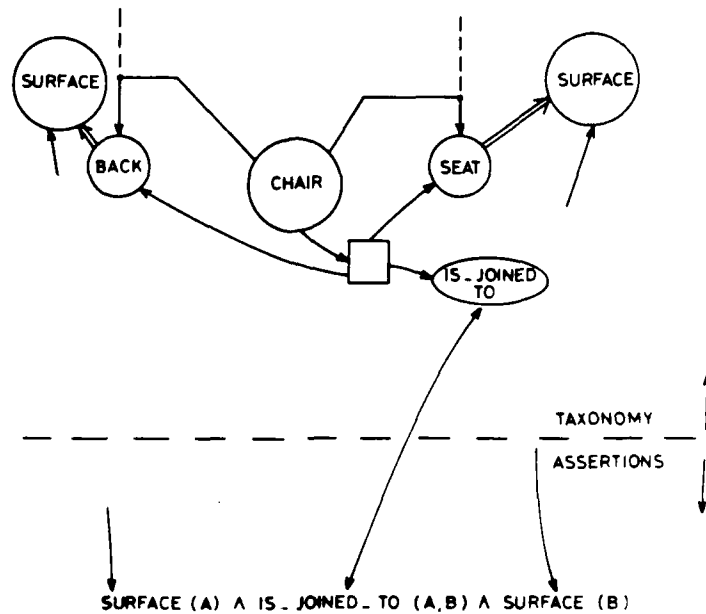 SURFACE
SURFACE
BACK
CHAIR
SEAT
IS_JOINED
TO
TAXONOMY
ASSERTIONS
SURFACE (A) ∧ IS_JOINED_TO (A,B) ∧ SURFACE (B)